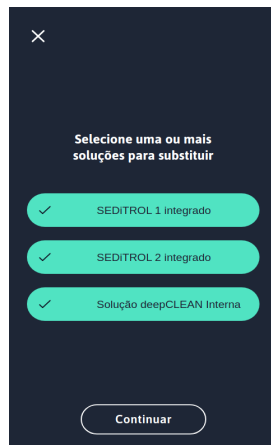 Selecione uma ou mais
soluções para substituir
SEDiTROL 1 integrado
SEDiTROL 2 integrado
Solução deepCLEAN Interna
Continuar